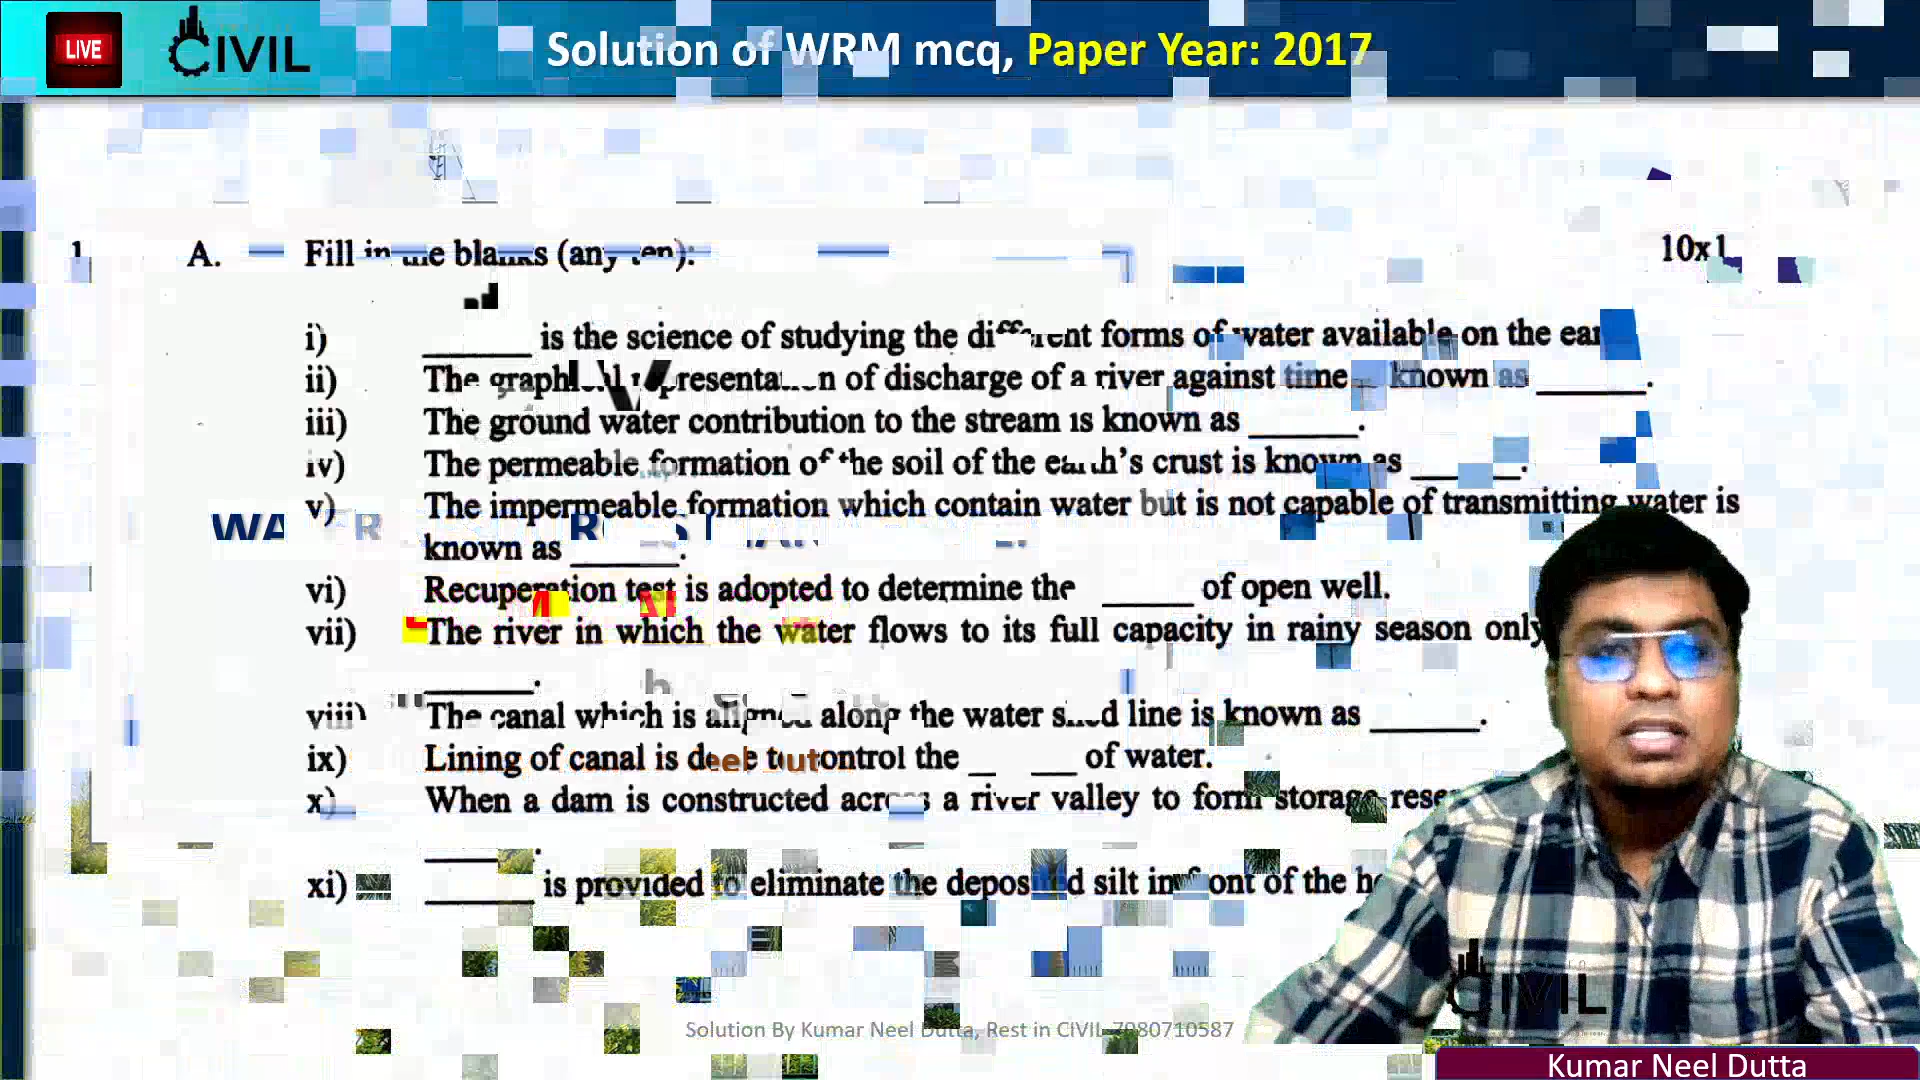 LIVE CIVIL Solution of WRM mcq, Paper Year: 2017
1 A. Fill in the blanks (any ten): 10x1
i) ______ is the science of studying the different forms of water available on the ear
ii) The graphical representation of discharge of a river against time known as ______.
iii) The ground water contribution to the stream is known as ______.
iv) The permeable formation of the soil of the earth's crust is known as ______.
v) The impermeable formation which contain water but is not capable of transmitting water is
known as ______.
vi) Recuperation test is adopted to determine the ______ of open well.
vii) The river in which the water flows to its full capacity in rainy season only
______.
viii) The canal which is aligned along the water shed line is known as ______.
ix) Lining of canal is done to control the ______ of water.
x) When a dam is constructed across a river valley to form storage rese
______.
xi) ______ is provided to eliminate the deposited silt in front of the he
CIVIL
Solution By Kumar Neel Dutta, Rest in CIVIL-7980710587
Kumar Neel Dutta